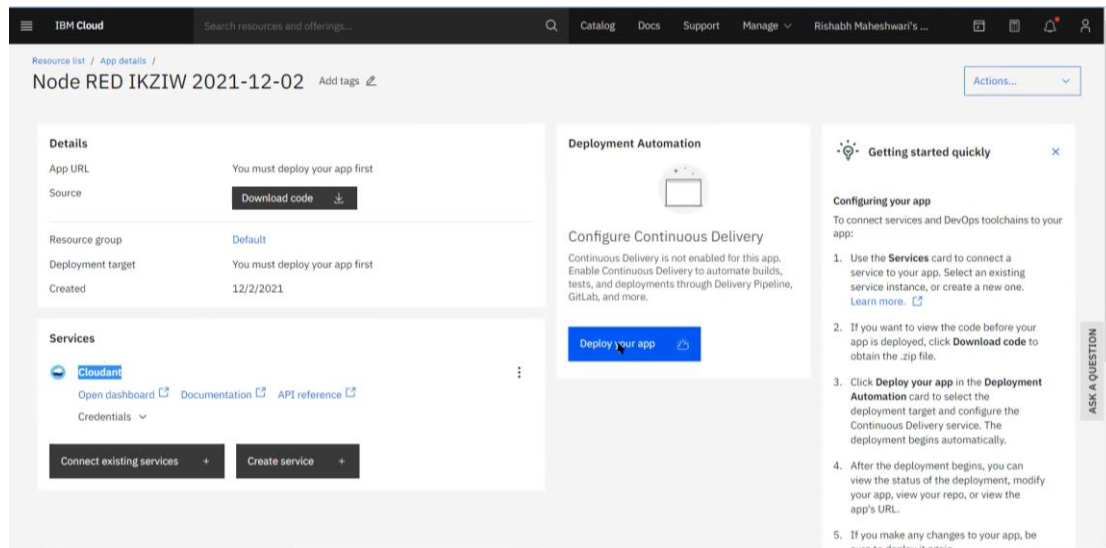 IBM Cloud
Search resources and offerings...
Catalog
Docs
Support
Manage
Rishabh Maheshwari's ...
Resource list / App details /
Node RED IKZIW 2021-12-02
Add tags
Actions...
Details
App URL
You must deploy your app first
Source
Download code
Resource group
Default
Deployment target
You must deploy your app first
Created
12/2/2021
Services
Cloudant
Open dashboard
Documentation
API reference
Credentials
Connect existing services +
Create service +
Deployment Automation
Configure Continuous Delivery
Continuous Delivery is not enabled for this app.
Enable Continuous Delivery to automate builds,
tests, and deployments through Delivery Pipeline,
GitLab, and more.
Deploy your app
Getting started quickly
Configuring your app
To connect services and DevOps toolchains to your
app:
1. Use the Services card to connect a
service to your app. Select an existing
service instance, or create a new one.
Learn more.
2. If you want to view the code before your
app is deployed, click Download code to
obtain the .zip file.
3. Click Deploy your app in the Deployment
Automation card to select the
deployment target and configure the
Continuous Delivery service. The
deployment begins automatically.
4. After the deployment begins, you can
view the status of the deployment, modify
your app, view your repo, or view the
app's URL.
5. If you make any changes to your app, be
sure to deploy it again
ASK A QUESTION